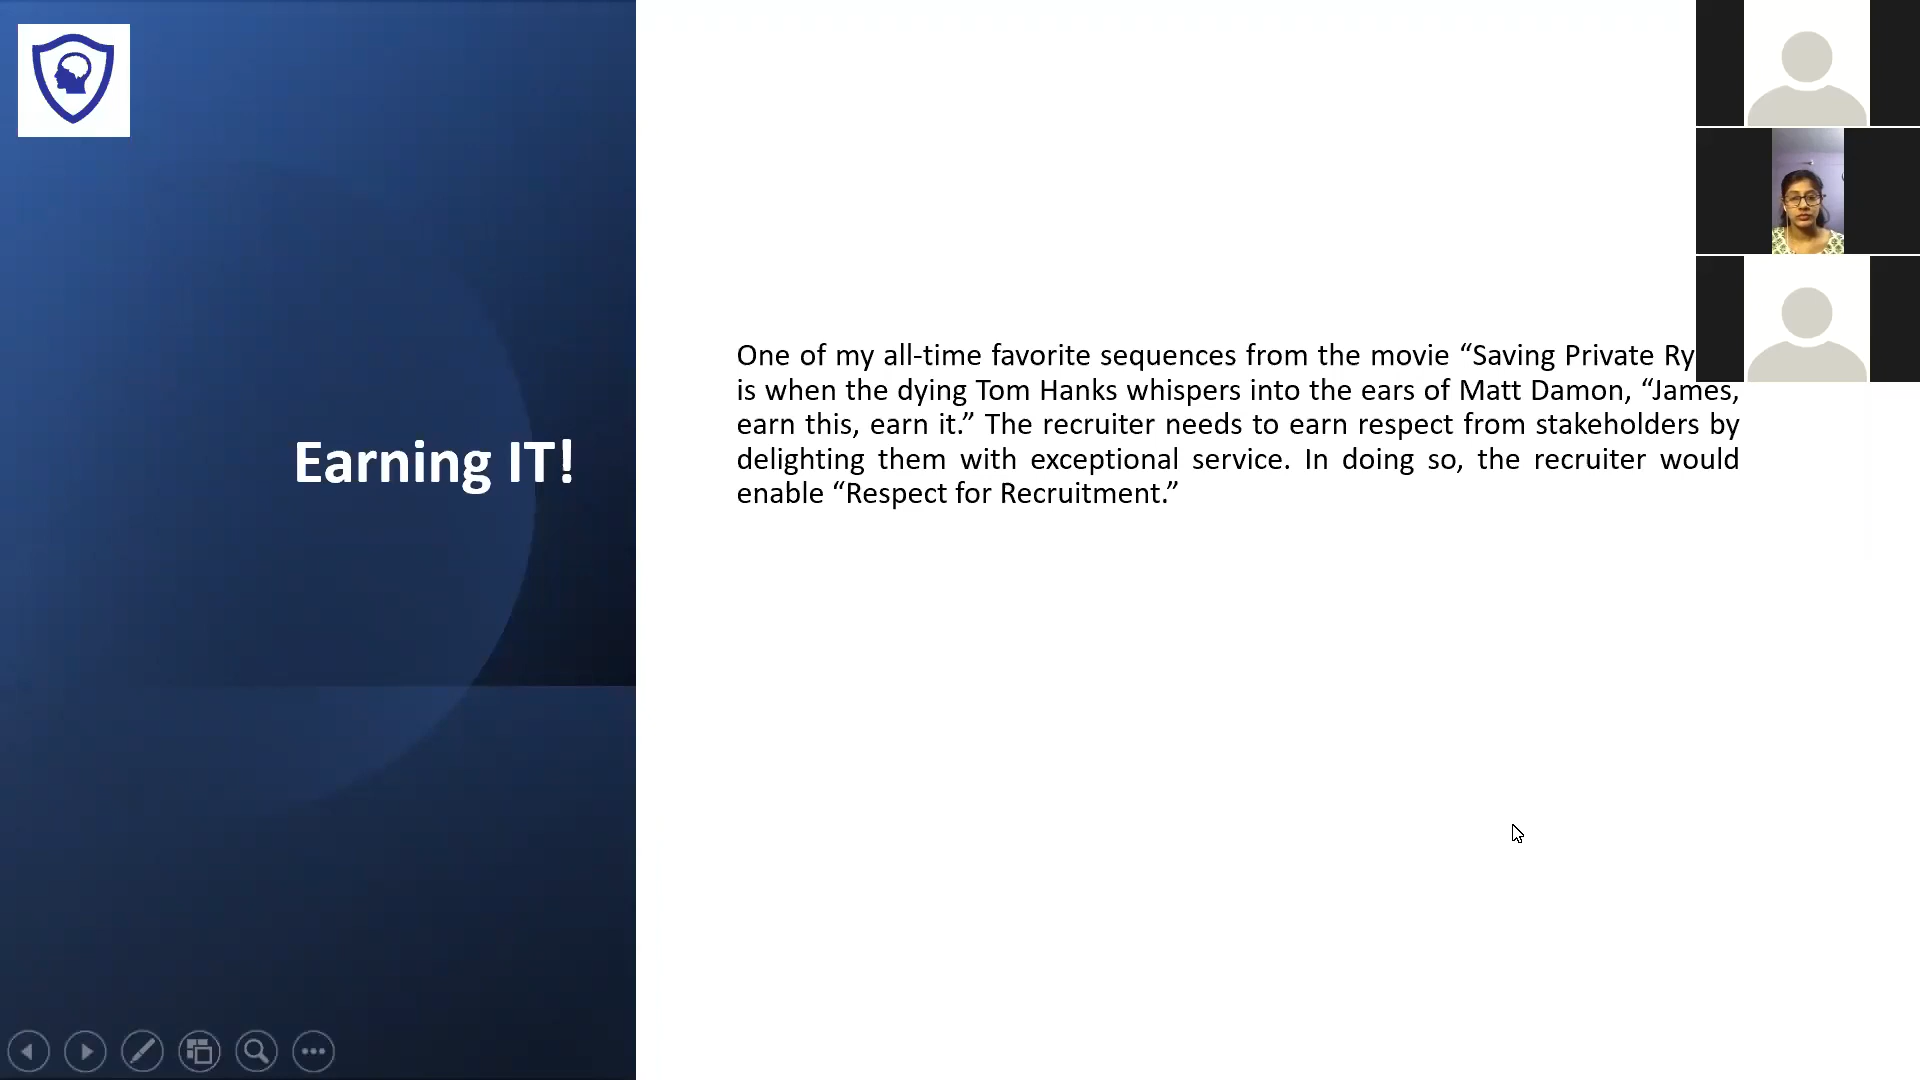 Earning IT!
One of my all-time favorite sequences from the movie “Saving Private
is when the dying Tom Hanks whispers into the ears of Matt Damon, “James,
earn this, earn it.” The recruiter needs to earn respect from stakeholders by
delighting them with exceptional service. In doing so, the recruiter would
enable “Respect for Recruitment.”